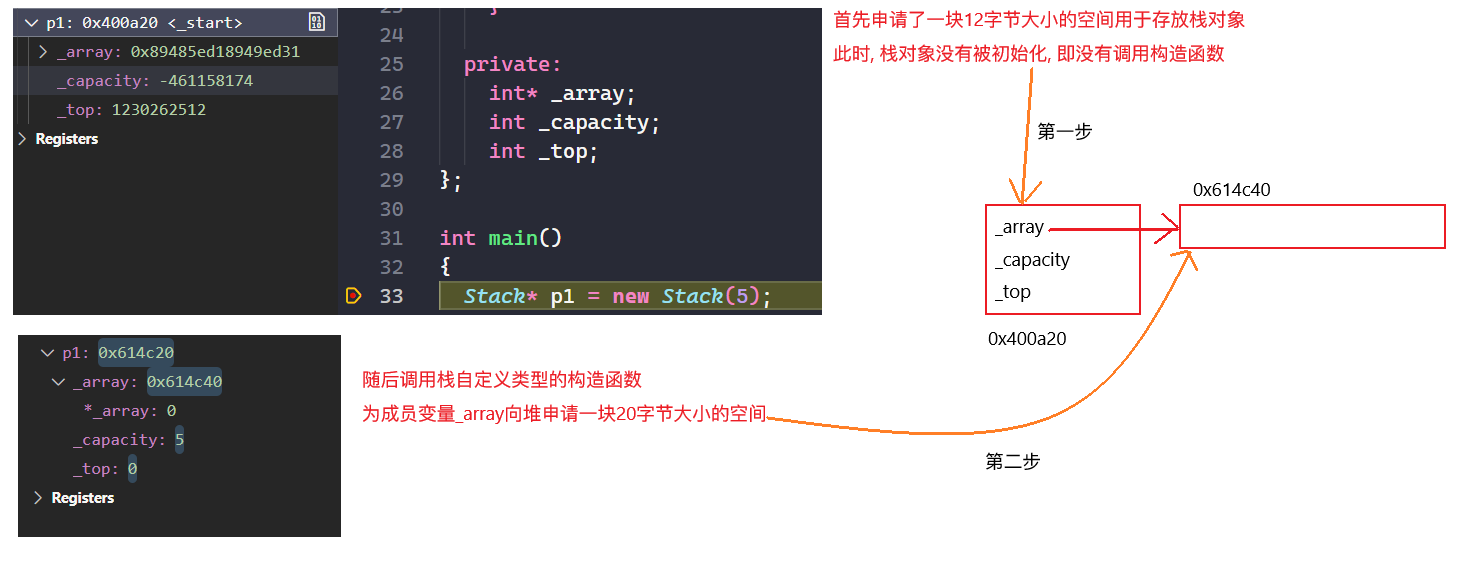 p1: 0x400a20 <_start>
_array: 0x89485ed18949ed31
_capacity: -461158174
_top: 1230262512
Registers
23 }
24
25 private:
26 int* _array;
27 int _capacity;
28 int _top;
29 };
30
31 int main()
32 {
33 Stack* p1 = new Stack(5);
首先申请了一块12字节大小的空间用于存放栈对象
此时, 栈对象没有被初始化, 即没有调用构造函数
第一步
0x614c40
_array
_capacity
_top
0x400a20
p1: 0x614c20
_array: 0x614c40
*_array: 0
_capacity: 5
_top: 0
Registers
随后调用栈自定义类型的构造函数
为成员变量_array向堆申请一块20字节大小的空间
第二步